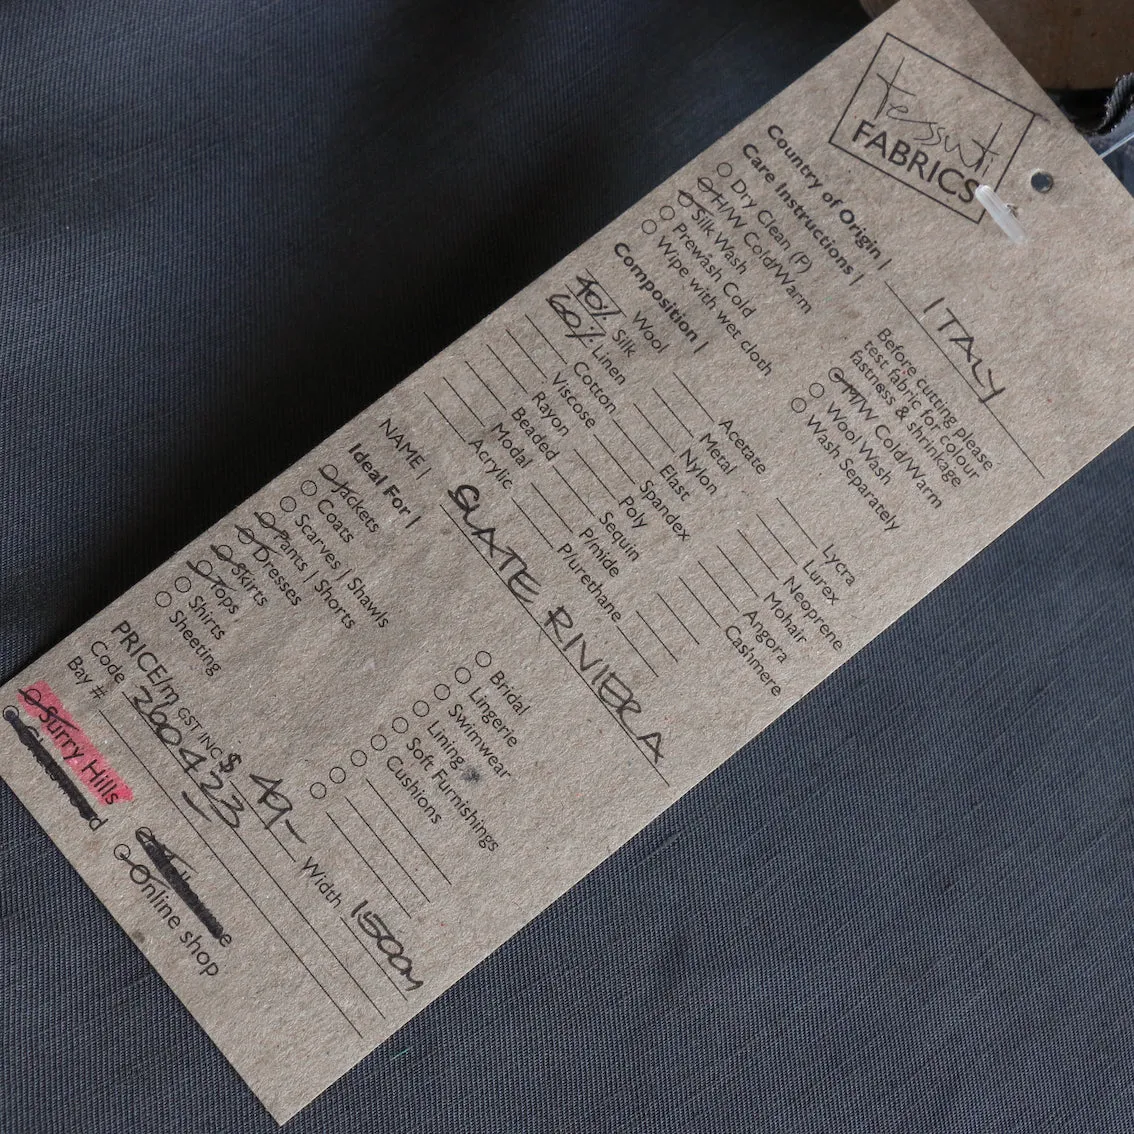 tessuti
FABRICS
Country of Origin | ITALY
Care Instructions |
Dry Clean (P)
H/W Cold/Warm
Silk Wash
Prewash Cold
Wipe with wet cloth
Before cutting please
test fabric for colour
fastness & shrinkage
M/W Cold/Warm
Wool Wash
Wash Separately
Composition |
Wool
40% Silk
60% Linen
Cotton
Viscose
Rayon
Beaded
Modal
Acrylic
Acetate
Metal
Nylon
Elast
Spandex
Poly
Sequin
P/mide
P/urethane
Lycra
Lurex
Neoprene
Mohair
Angora
Cashmere
NAME | SLATE RIVIERA
Ideal For |
Jackets
Coats
Scarves | Shawls
Pants | Shorts
Dresses
Skirts
Tops
Shirts
Sheeting
Bridal
Lingerie
Swimwear
Lining
Soft Furnishings
Cushions
PRICE/m GST INC. $ 49- Width 1500m
Code 260423
Bay #
Surry Hills
Online shop